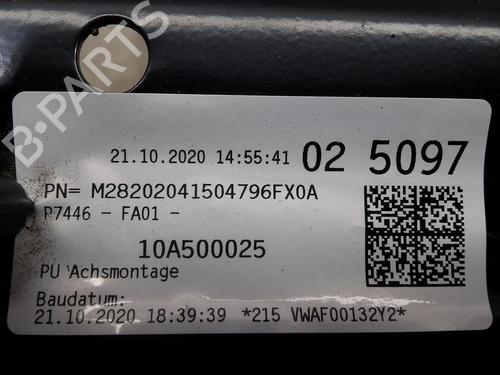 21.10.2020 14:55:41 02 5097
PN= M28202041504796FX0A
P7446 - FA01 -
10A500025
PU Achsmontage
Baudatum:
21.10.2020 18:39:39 *215 VWAF00132Y2*
B-PARTS